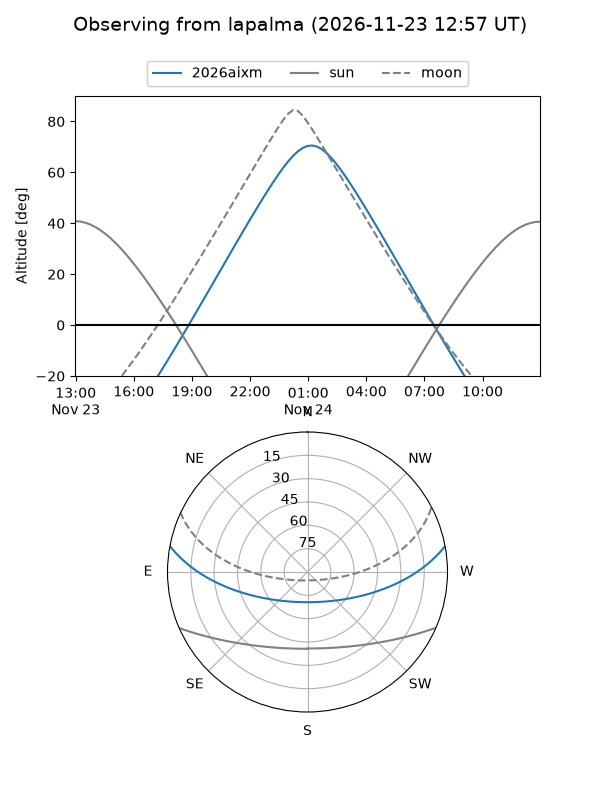 Observing from lapalma (2026-11-23 12:57 UT)
2026aixm sun moon
Altitude [deg]
80
60
40
20
0
−20
13:00 16:00 19:00 22:00 01:00 04:00 07:00 10:00
Nov 23 Nov 24
N
NE NW
15
30
45
60
75
E W
SE SW
S